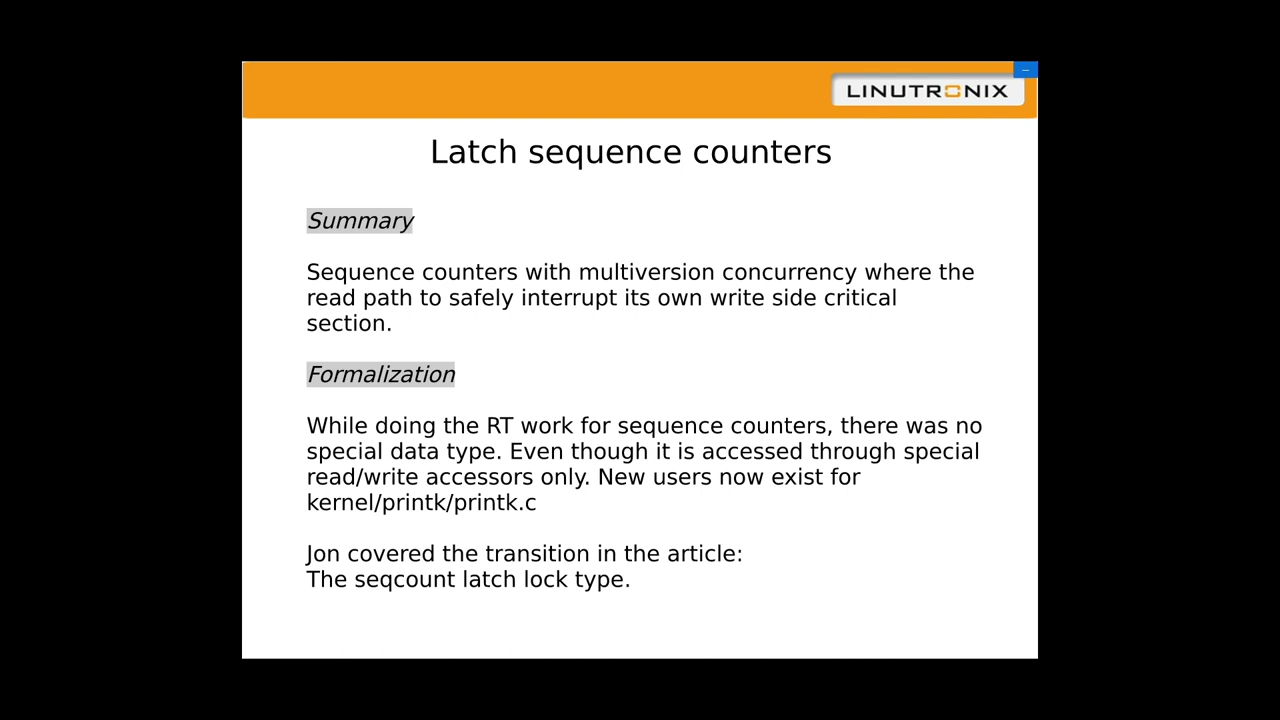 LINUTRONIX
Latch sequence counters
Summary
Sequence counters with multiversion concurrency where the
read path to safely interrupt its own write side critical
section.
Formalization
While doing the RT work for sequence counters, there was no
special data type. Even though it is accessed through special
read/write accessors only. New users now exist for
kernel/printk/printk.c
Jon covered the transition in the article:
The seqcount latch lock type.